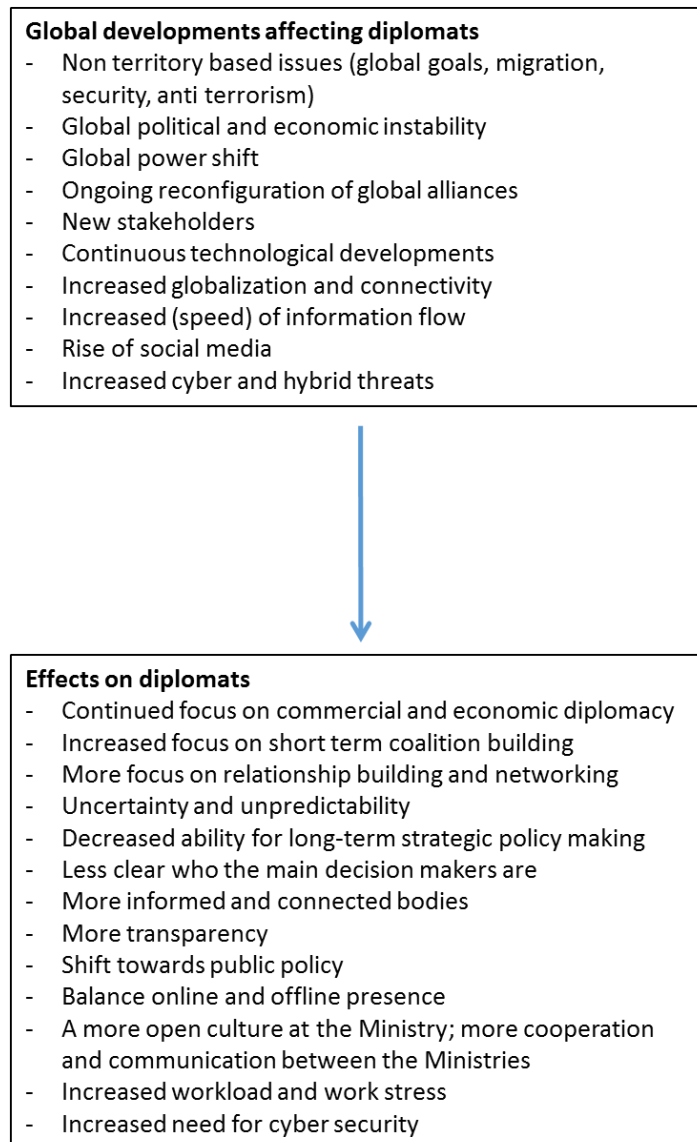 Global developments affecting diplomats
- Non territory based issues (global goals, migration,
security, anti terrorism)
- Global political and economic instability
- Global power shift
- Ongoing reconfiguration of global alliances
- New stakeholders
- Continuous technological developments
- Increased globalization and connectivity
- Increased (speed) of information flow
- Rise of social media
- Increased cyber and hybrid threats
Effects on diplomats
- Continued focus on commercial and economic diplomacy
- Increased focus on short term coalition building
- More focus on relationship building and networking
- Uncertainty and unpredictability
- Decreased ability for long-term strategic policy making
- Less clear who the main decision makers are
- More informed and connected bodies
- More transparency
- Shift towards public policy
- Balance online and offline presence
- A more open culture at the Ministry; more cooperation
and communication between the Ministries
- Increased workload and work stress
- Increased need for cyber security